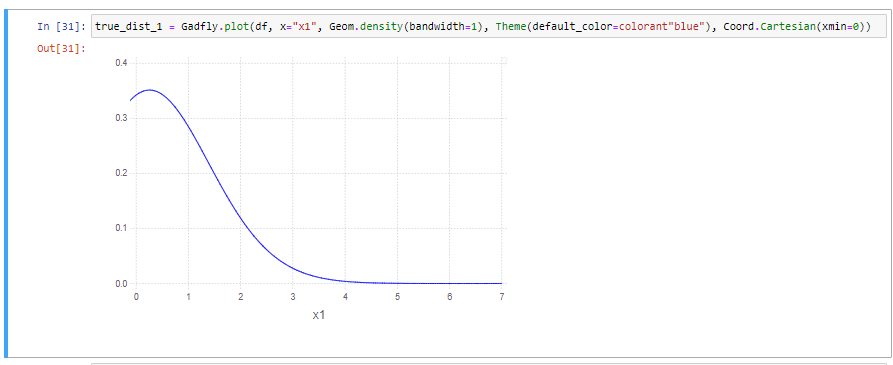 In [31]: true_dist_1 = Gadfly.plot(df, x="x1", Geom.density(bandwidth=1), Theme(default_color=colorant"blue"), Coord.Cartesian(xmin=0))
Out[31]:
0.4
0.3
0.2
0.1
0.0
0 1 2 3 4 5 6 7
x1